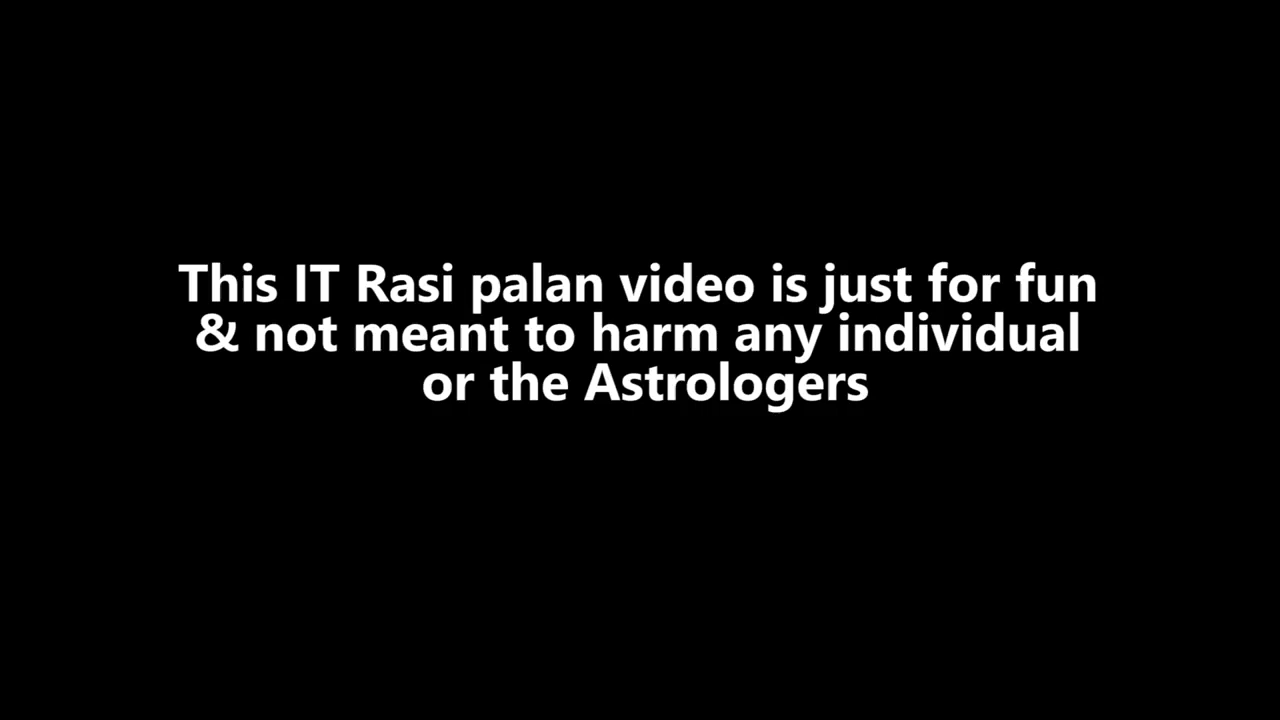 This IT Rasi palan video is just for fun
& not meant to harm any individual
or the Astrologers